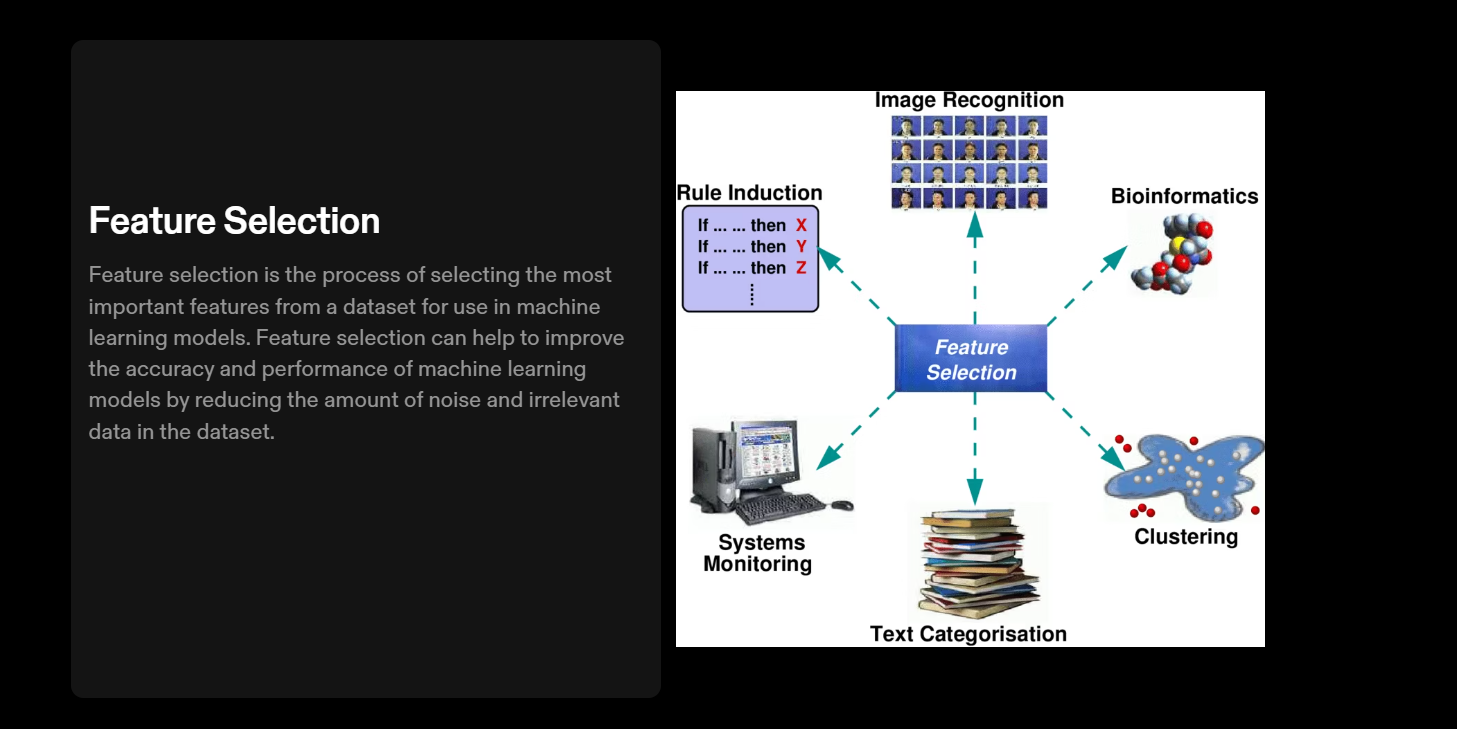 Feature Selection
Feature selection is the process of selecting the most
important features from a dataset for use in machine
learning models. Feature selection can help to improve
the accuracy and performance of machine learning
models by reducing the amount of noise and irrelevant
data in the dataset.
Image Recognition
Rule Induction
If ... ... then X
If ... ... then Y
If ... ... then Z
Bioinformatics
Feature
Selection
Systems
Monitoring
Clustering
Text Categorisation